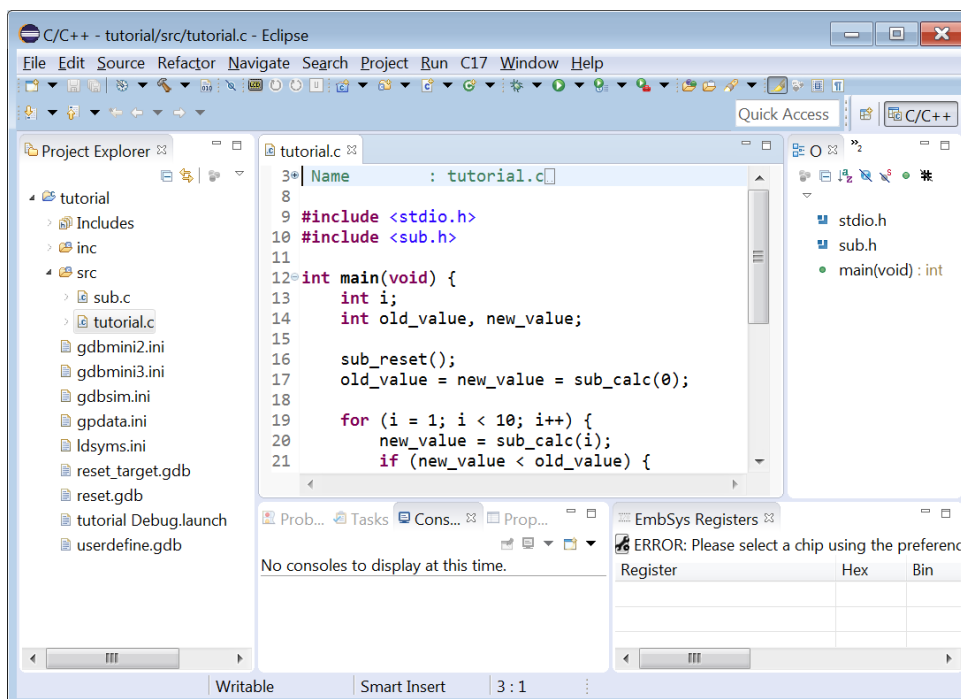 C/C++ - tutorial/src/tutorial.c - Eclipse
File Edit Source Refactor Navigate Search Project Run C17 Window Help
Quick Access
C/C++
Project Explorer
tutorial
Includes
inc
src
sub.c
tutorial.c
gdbmini2.ini
gdbmini3.ini
gdbsim.ini
gpdata.ini
ldsyms.ini
reset_target.gdb
reset.gdb
tutorial Debug.launch
userdefine.gdb
tutorial.c
3 Name : tutorial.c
8
9 #include <stdio.h>
10 #include <sub.h>
11
12 int main(void) {
13 int i;
14 int old_value, new_value;
15
16 sub_reset();
17 old_value = new_value = sub_calc(0);
18
19 for (i = 1; i < 10; i++) {
20 new_value = sub_calc(i);
21 if (new_value < old_value) {
O
»2
stdio.h
sub.h
main(void) : int
Prob... Tasks Cons... Prop...
No consoles to display at this time.
EmbSys Registers
ERROR: Please select a chip using the preferenc
Register Hex Bin
Writable Smart Insert 3 : 1